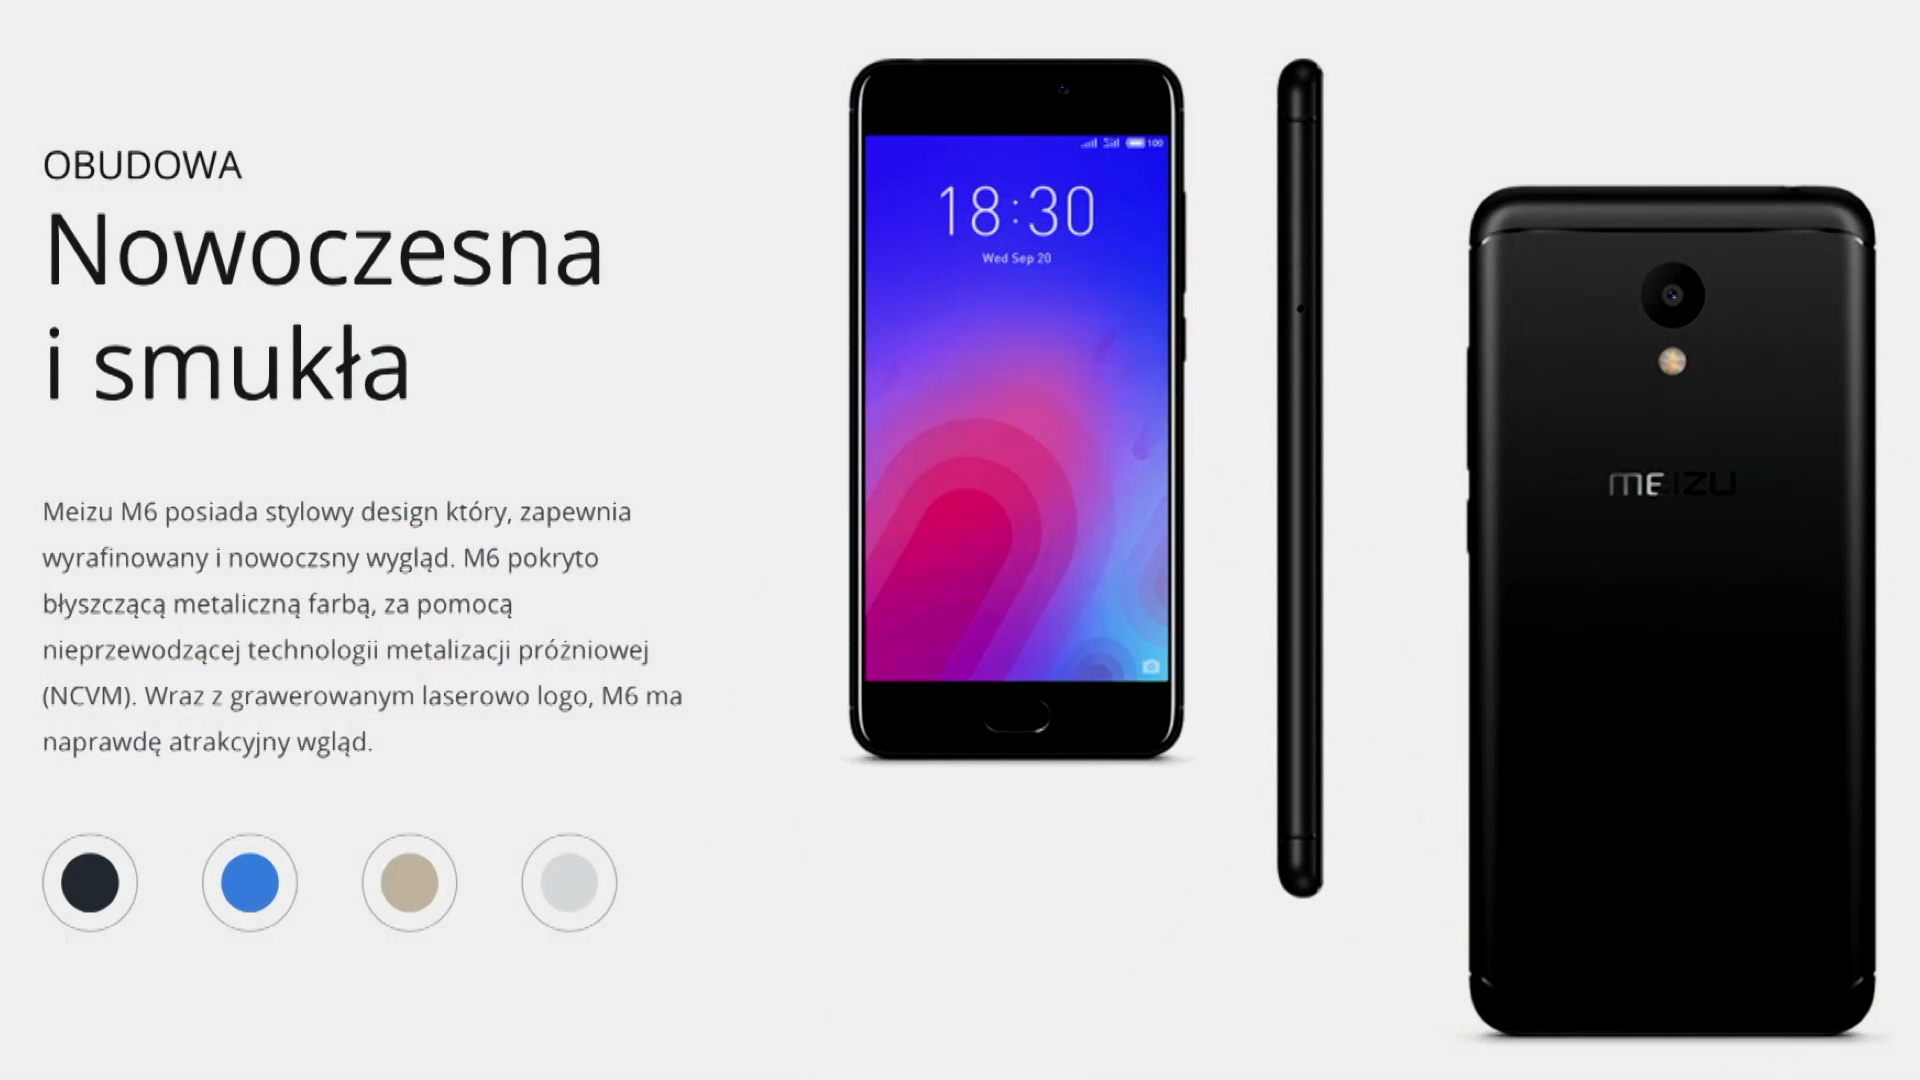 OBUDOWA
Nowoczesna
i smukła
Meizu M6 posiada stylowy design który, zapewnia
wyrafinowany i nowoczsny wygląd. M6 pokryto
błyszczącą metaliczną farbą, za pomocą
nieprzewodzącej technologii metalizacji próżniowej
(NCVM). Wraz z grawerowanym laserowo logo, M6 ma
naprawdę atrakcyjny wgląd.
100
18:30
Wed Sep 20
MEIZU